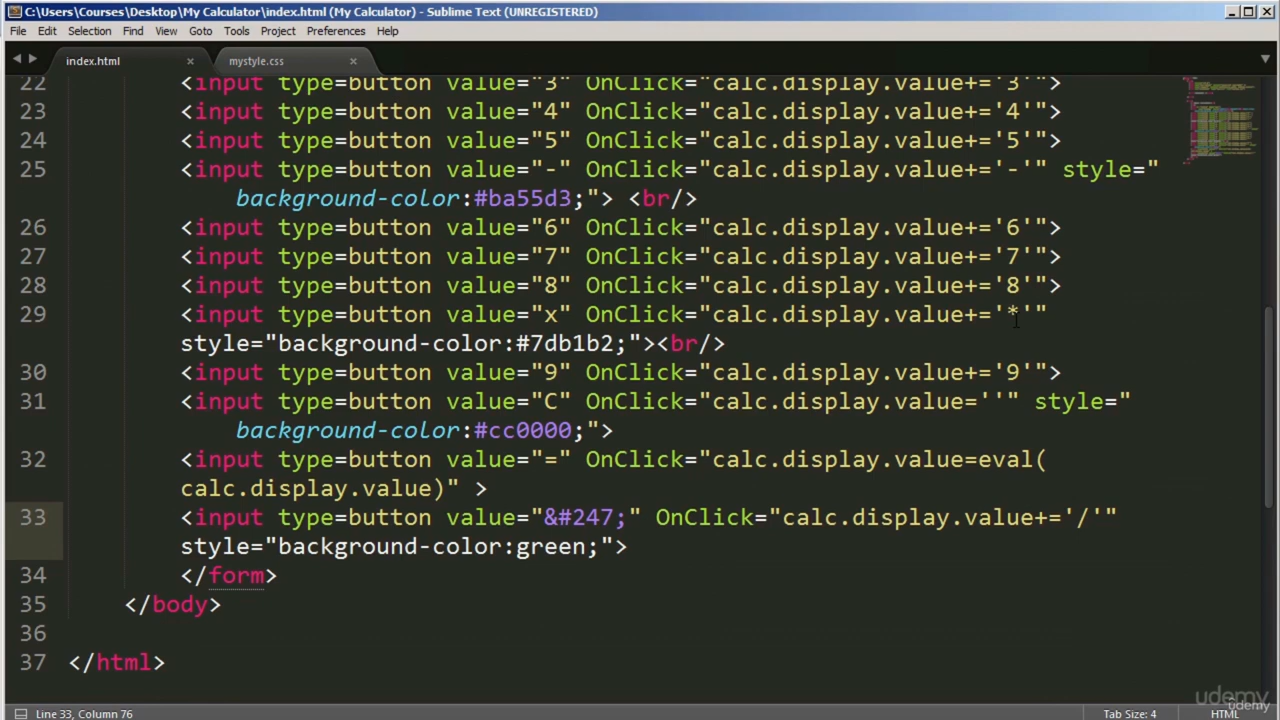 C:\Users\Courses\Desktop\My Calculator\index.html (My Calculator) - Sublime Text (UNREGISTERED)
File Edit Selection Find View Goto Tools Project Preferences Help
index.html × mystyle.css ×
22 <input type=button value="3" OnClick="calc.display.value+='3'">
23 <input type=button value="4" OnClick="calc.display.value+='4'">
24 <input type=button value="5" OnClick="calc.display.value+='5'">
25 <input type=button value="-" OnClick="calc.display.value+='-'" style="
background-color:#ba55d3;"> <br/>
26 <input type=button value="6" OnClick="calc.display.value+='6'">
27 <input type=button value="7" OnClick="calc.display.value+='7'">
28 <input type=button value="8" OnClick="calc.display.value+='8'">
29 <input type=button value="x" OnClick="calc.display.value+='*'"
style="background-color:#7db1b2;"><br/>
30 <input type=button value="9" OnClick="calc.display.value+='9'">
31 <input type=button value="C" OnClick="calc.display.value=''" style="
background-color:#cc0000;">
32 <input type=button value="=" OnClick="calc.display.value=eval(
calc.display.value)" >
33 <input type=button value="&#247;" OnClick="calc.display.value+='/'"
style="background-color:green;">
34 </form>
35 </body>
36
37 </html>
udemy
udemy
Line 33, Column 76 Tab Size: 4 HTML